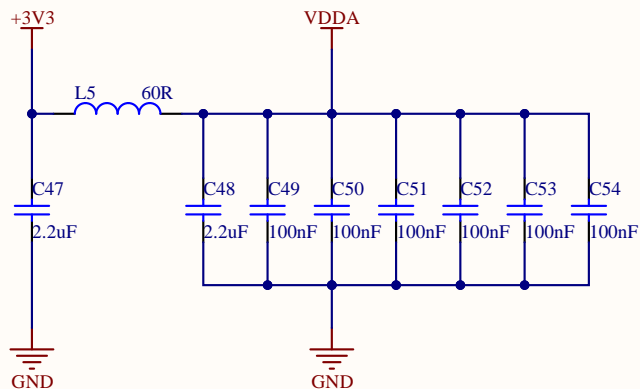 +3V3 VDDA
L5 60R
C47 C48 C49 C50 C51 C52 C53 C54
2.2uF 2.2uF 100nF 100nF 100nF 100nF 100nF 100nF
GND GND